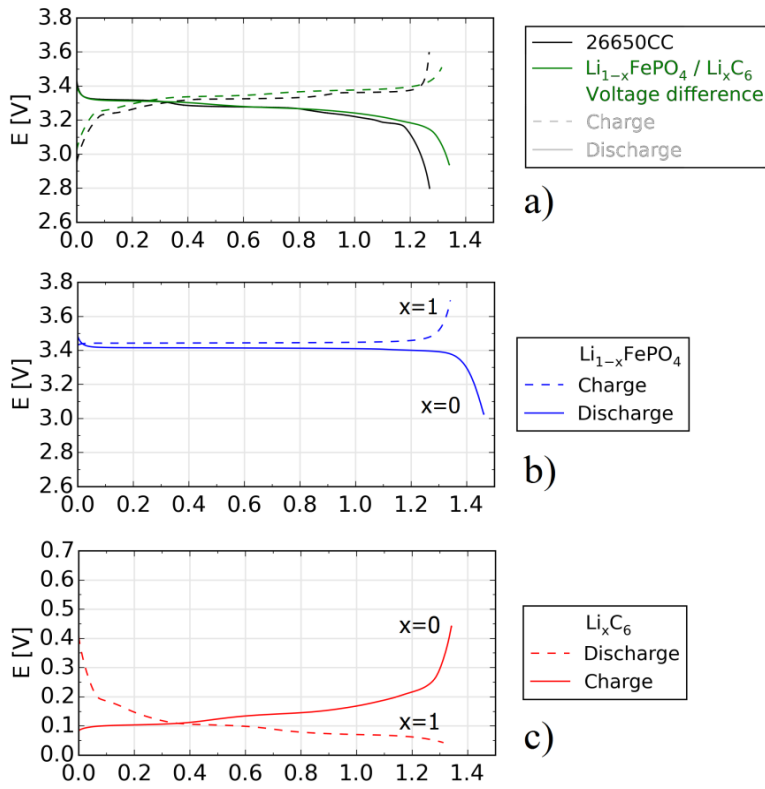 3.8
3.6
3.4
3.2
3.0
2.8
2.6
E [V]
0.0 0.2 0.4 0.6 0.8 1.0 1.2 1.4
26650CC
Li₁₋ₓFePO₄ / LiₓC₆
Voltage difference
Charge
Discharge
a)
3.8
3.6
3.4
3.2
3.0
2.8
2.6
E [V]
x=1
x=0
0.0 0.2 0.4 0.6 0.8 1.0 1.2 1.4
Li₁₋ₓFePO₄
Charge
Discharge
b)
0.7
0.6
0.5
0.4
0.3
0.2
0.1
0.0
E [V]
x=0
x=1
0.0 0.2 0.4 0.6 0.8 1.0 1.2 1.4
LiₓC₆
Discharge
Charge
c)